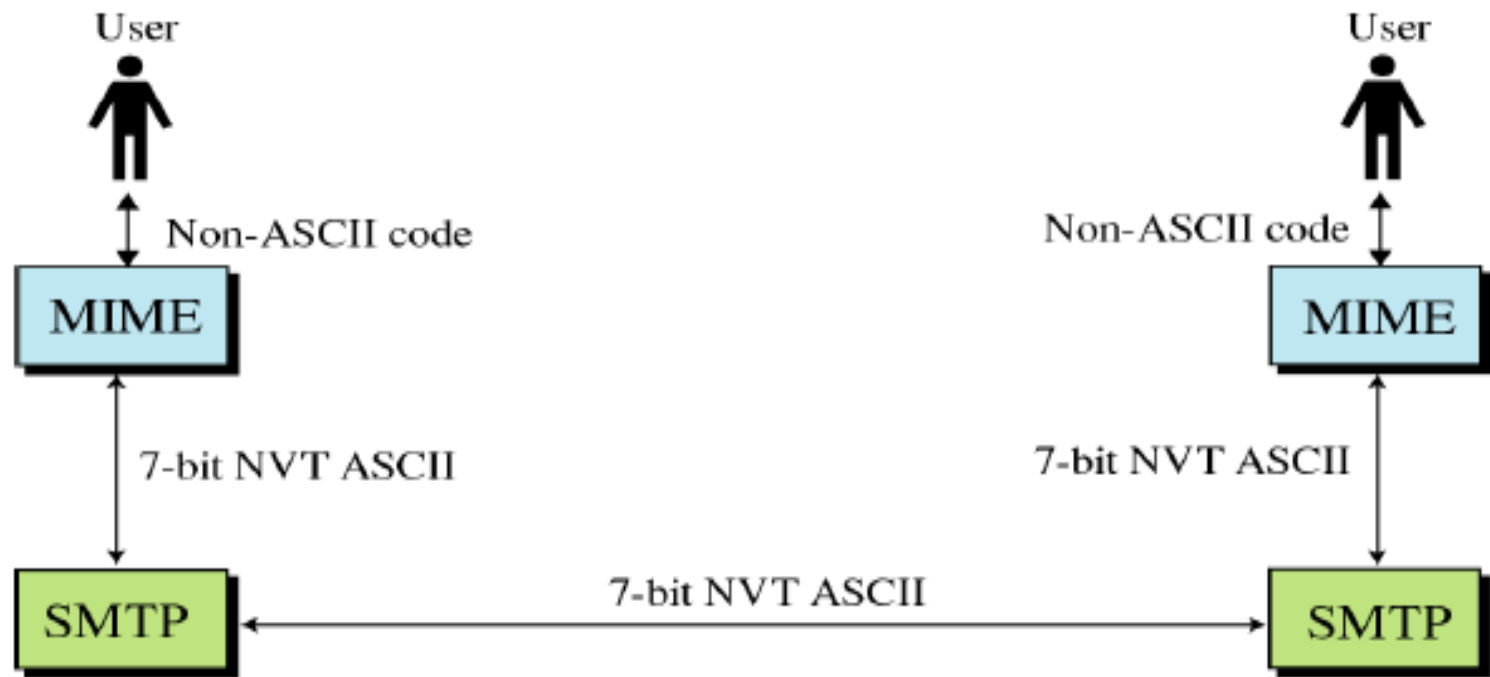 User
User
Non-ASCII code
Non-ASCII code
MIME
MIME
7-bit NVT ASCII
7-bit NVT ASCII
7-bit NVT ASCII
SMTP
SMTP